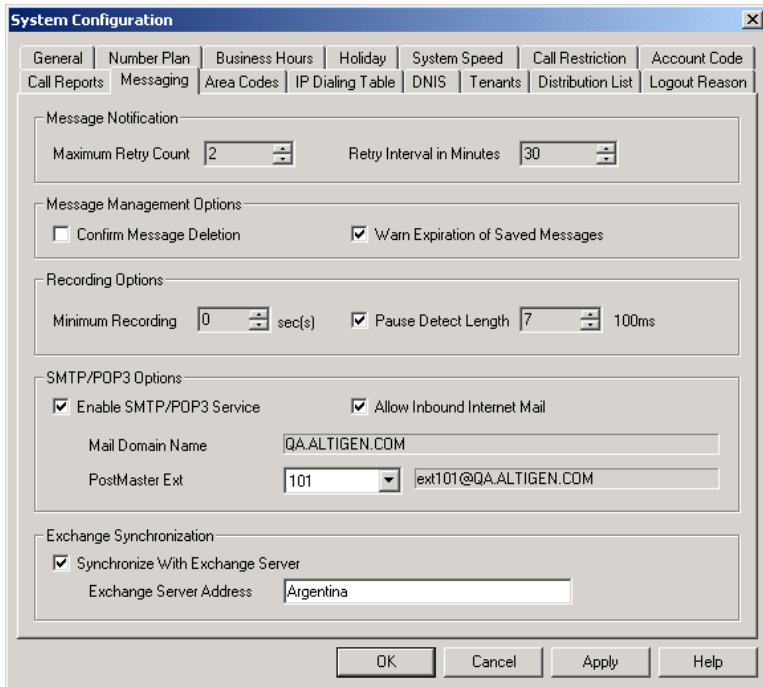 System Configuration
General Number Plan Business Hours Holiday System Speed Call Restriction Account Code
Call Reports Messaging Area Codes IP Dialing Table DNIS Tenants Distribution List Logout Reason
Message Notification
Maximum Retry Count 2 Retry Interval in Minutes 30
Message Management Options
Confirm Message Deletion Warn Expiration of Saved Messages
Recording Options
Minimum Recording 0 sec(s) Pause Detect Length 7 100ms
SMTP/POP3 Options
Enable SMTP/POP3 Service Allow Inbound Internet Mail
Mail Domain Name QA.ALTIGEN.COM
PostMaster Ext 101 ext101@QA.ALTIGEN.COM
Exchange Synchronization
Synchronize With Exchange Server
Exchange Server Address Argentina
OK Cancel Apply Help